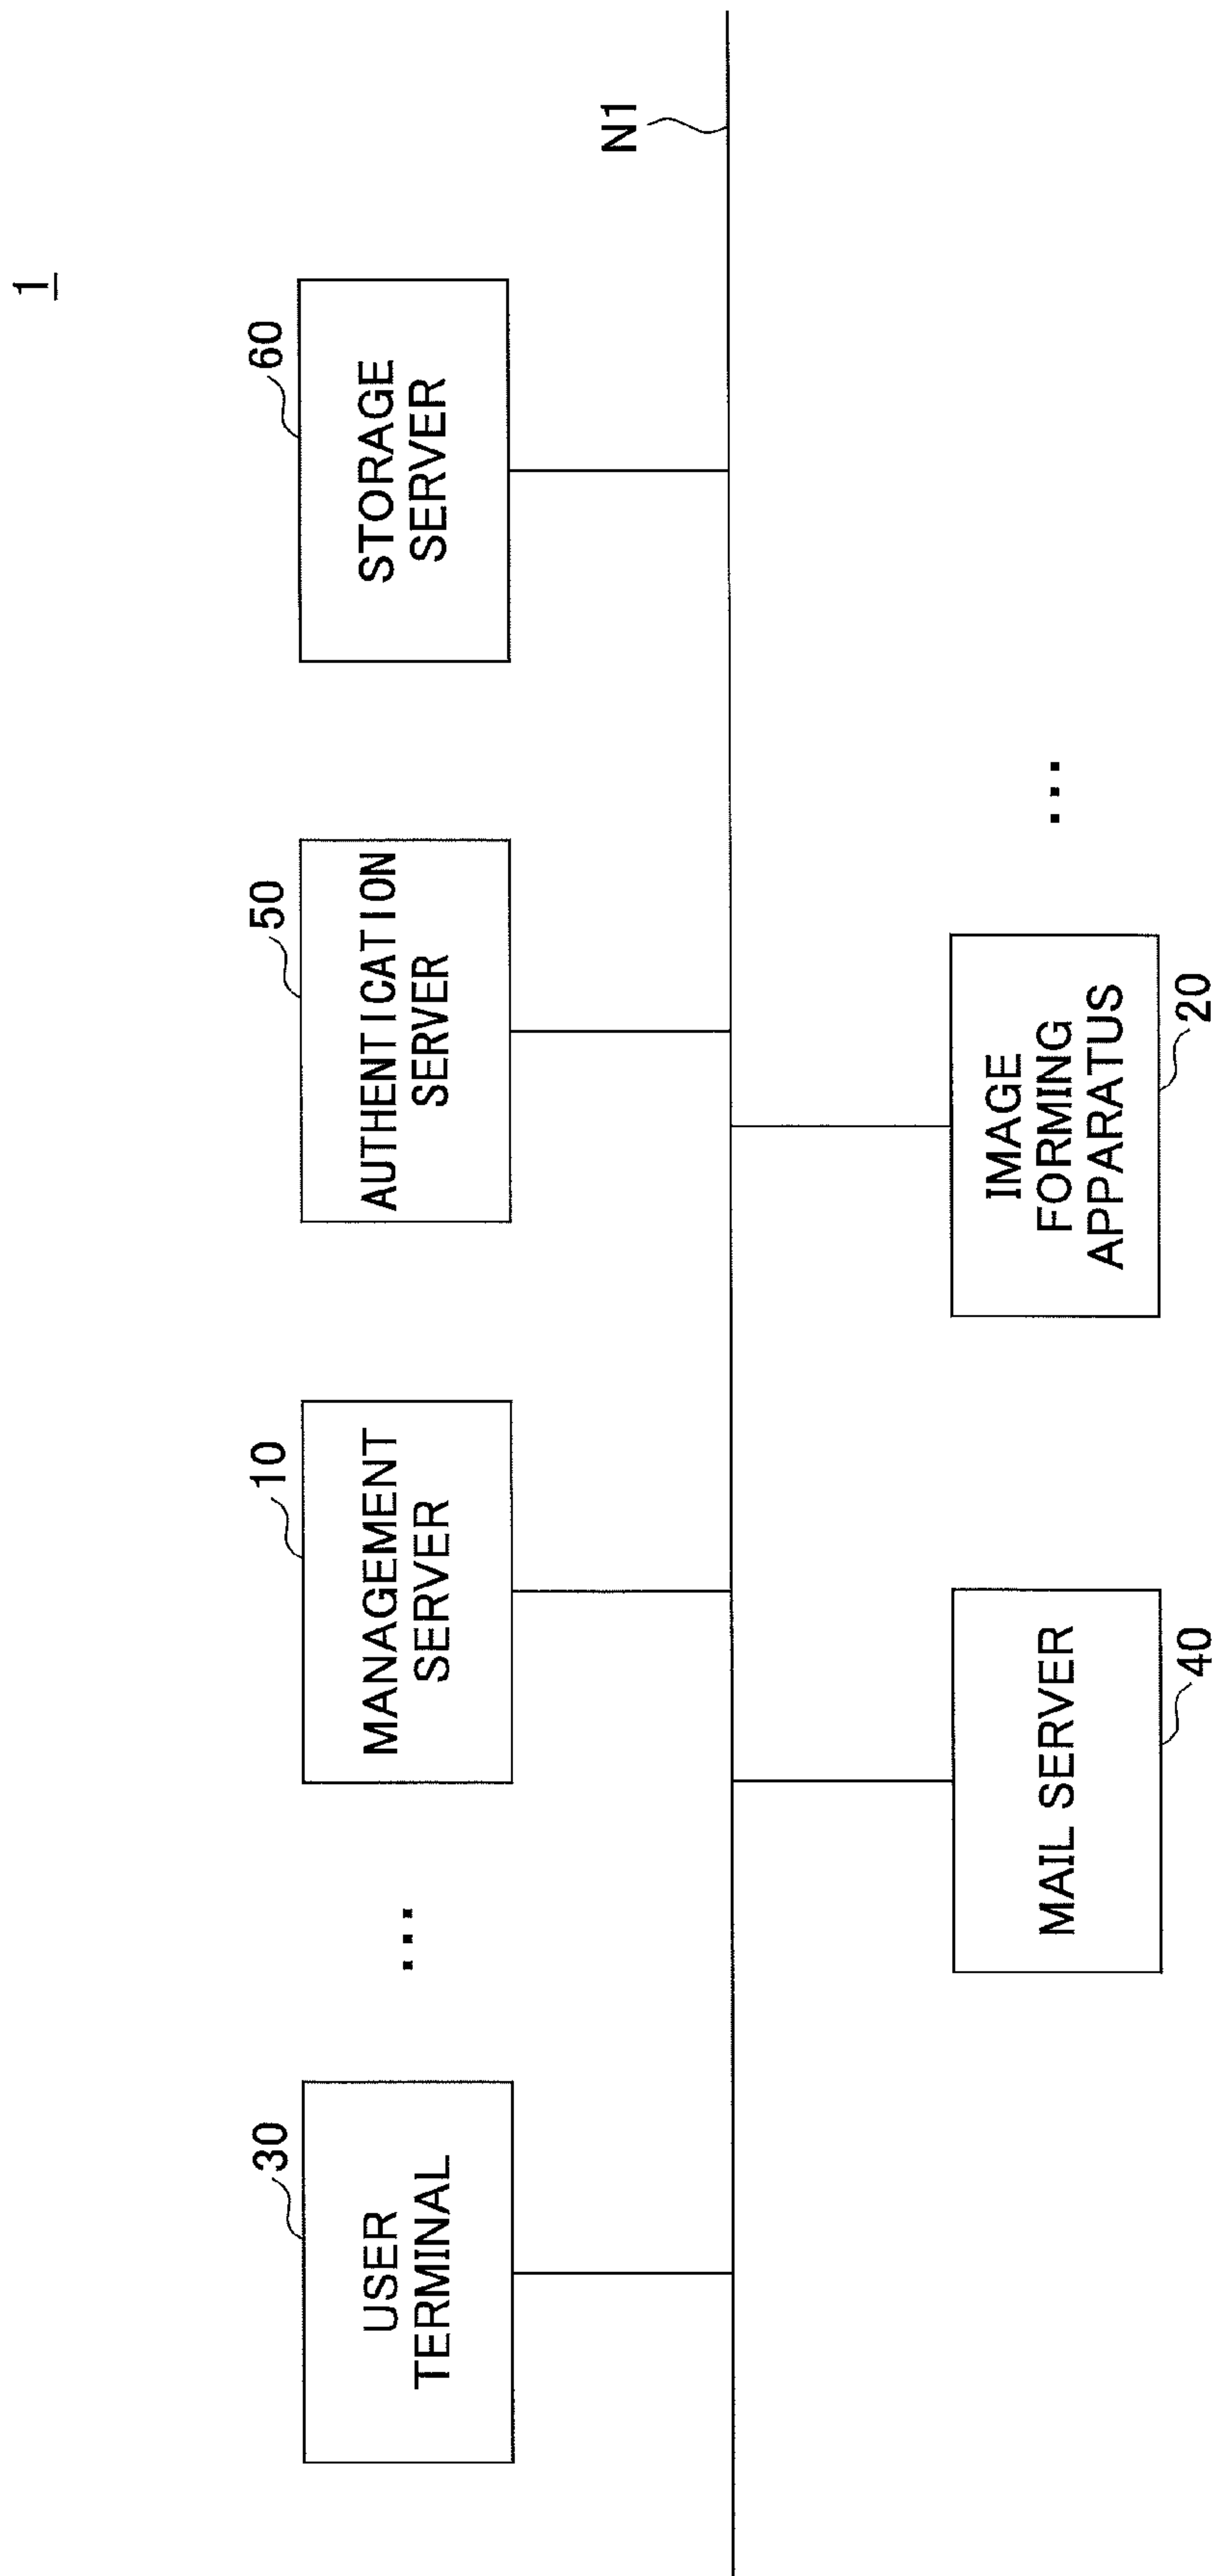 1
30
USER
TERMINAL
...
10
MANAGEMENT
SERVER
50
AUTHENTICATION
SERVER
60
STORAGE
SERVER
N1
MAIL SERVER
40
IMAGE
FORMING
APPARATUS
20
...